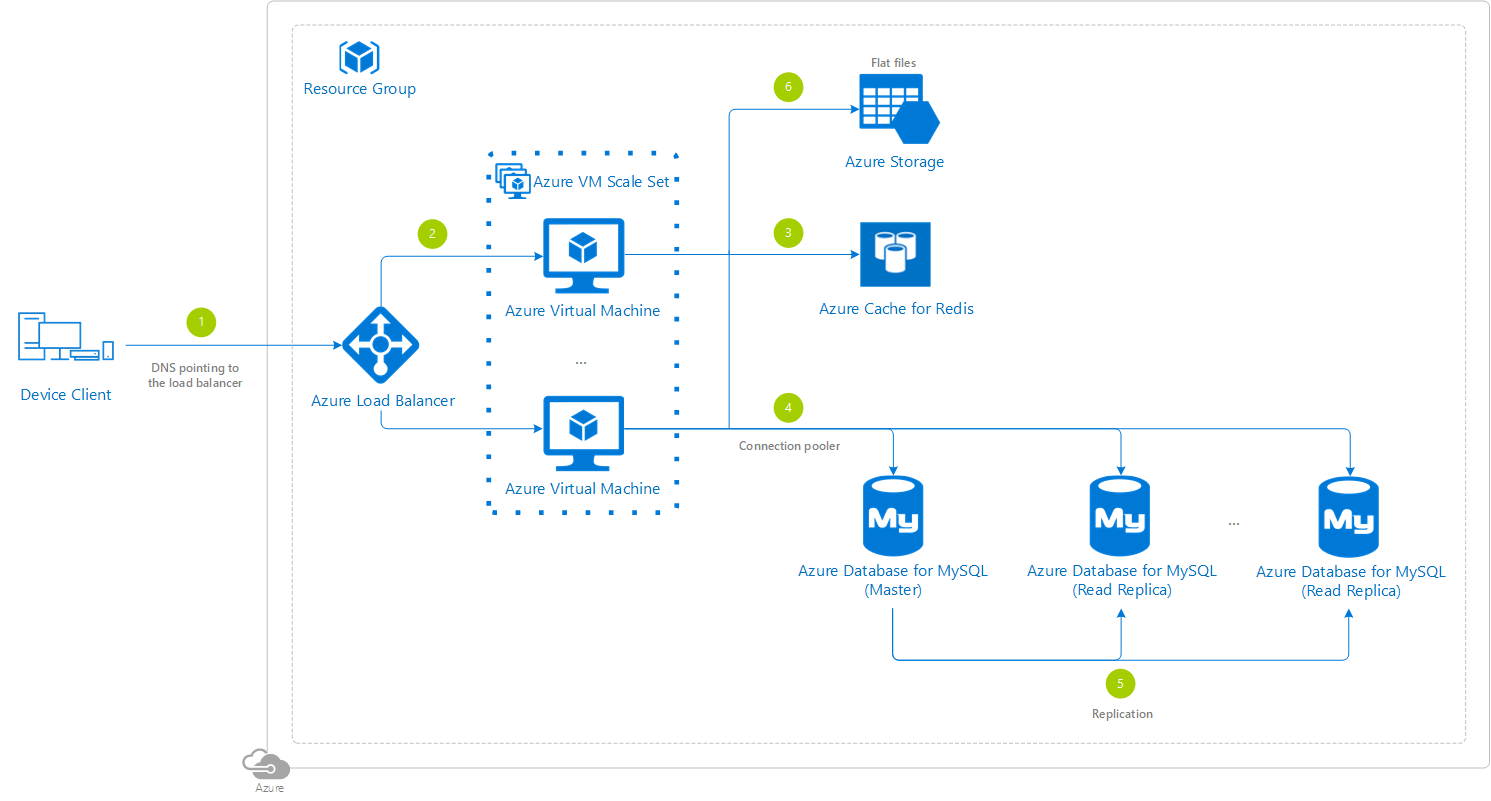 Resource Group
Flat files
6
Azure Storage
Azure VM Scale Set
2
3
Azure Virtual Machine
Azure Cache for Redis
1
DNS pointing to
the load balancer
Device Client
Azure Load Balancer
...
4
Connection pooler
Azure Virtual Machine
My
My
...
My
Azure Database for MySQL
(Master)
Azure Database for MySQL
(Read Replica)
Azure Database for MySQL
(Read Replica)
5
Replication
Azure